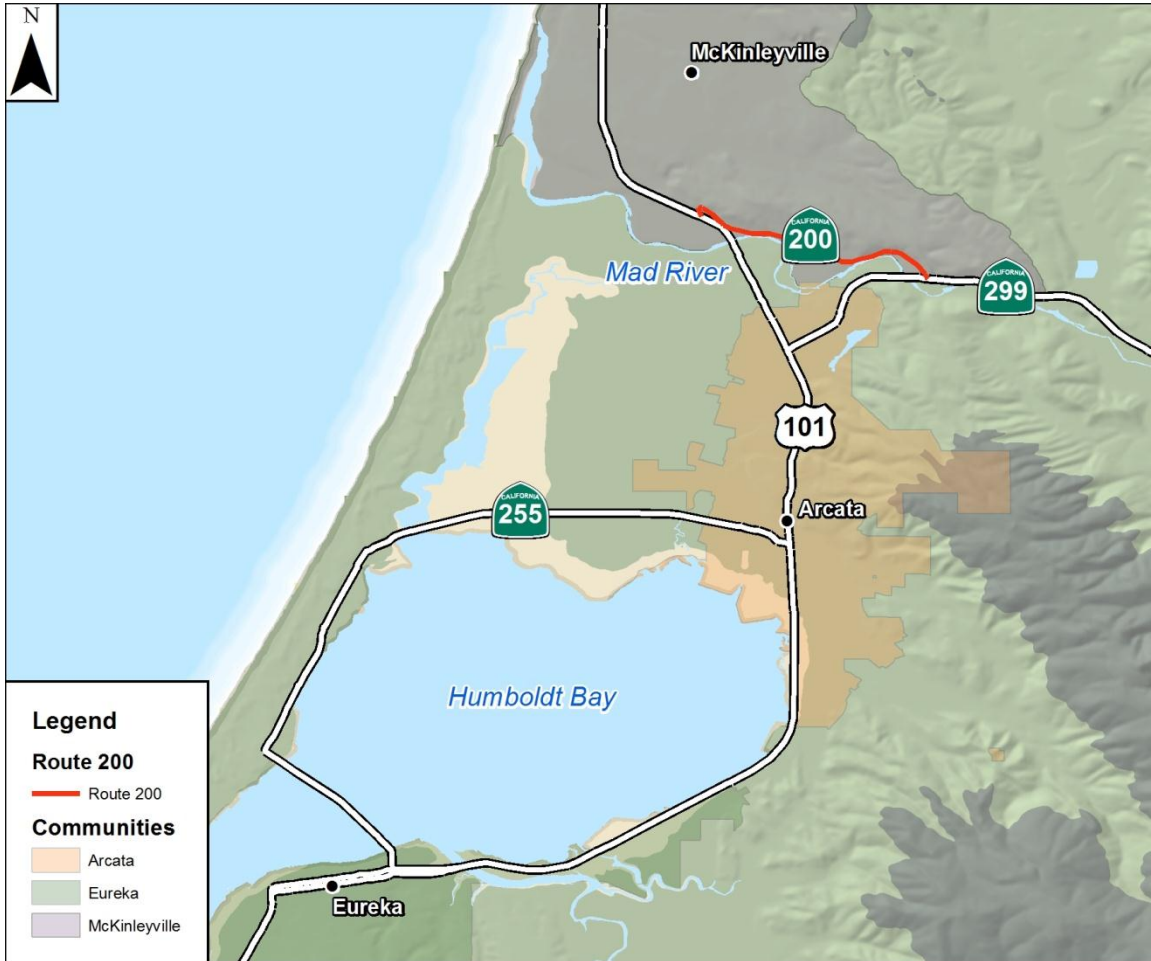 N
McKinleyville
CALIFORNIA
200
Mad River
CALIFORNIA
299
101
CALIFORNIA
255
Arcata
Humboldt Bay
Eureka
Legend
Route 200
Route 200
Communities
Arcata
Eureka
McKinleyville